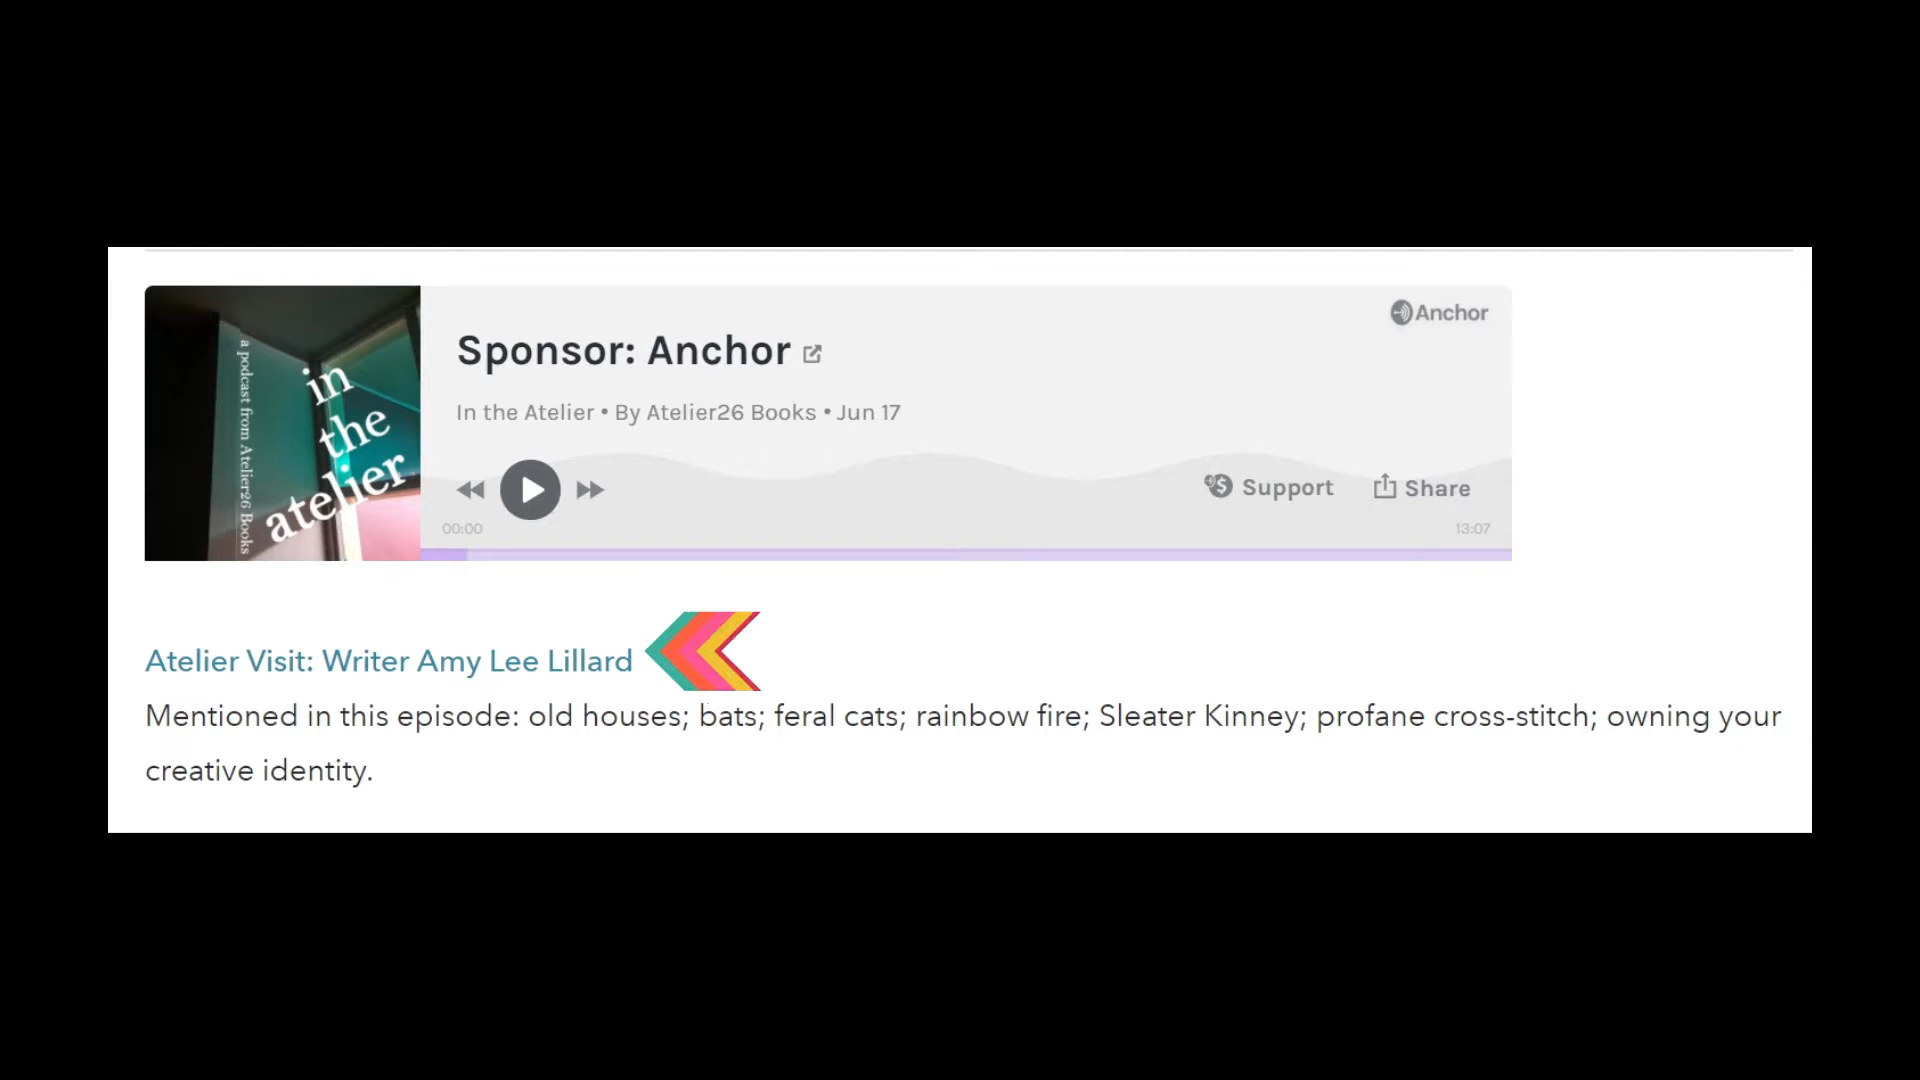 a podcast from Atelier26 Books
in
the
atelier
Anchor
Sponsor: Anchor
In the Atelier • By Atelier26 Books • Jun 17
Support
Share
00:00
13:07
Atelier Visit: Writer Amy Lee Lillard
Mentioned in this episode: old houses; bats; feral cats; rainbow fire; Sleater Kinney; profane cross-stitch; owning your
creative identity.